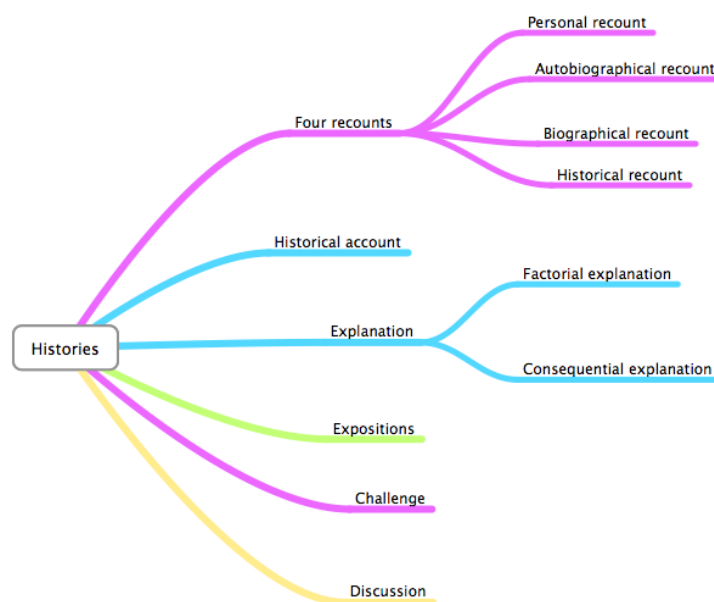 Personal recount
Autobiographical recount
Four recounts
Biographical recount
Historical recount
Historical account
Factorial explanation
Explanation
Histories
Consequential explanation
Expositions
Challenge
Discussion